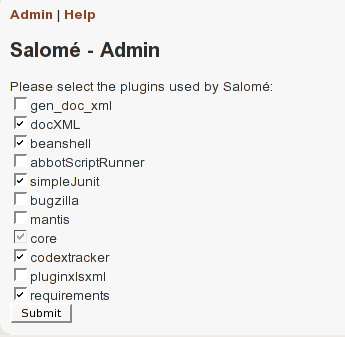 Admin | Help
Salomé - Admin
Please select the plugins used by Salomé:
gen_doc_xml
docXML
beanshell
abbotScriptRunner
simpleJunit
bugzilla
mantis
core
codextracker
pluginxlsxml
requirements
Submit